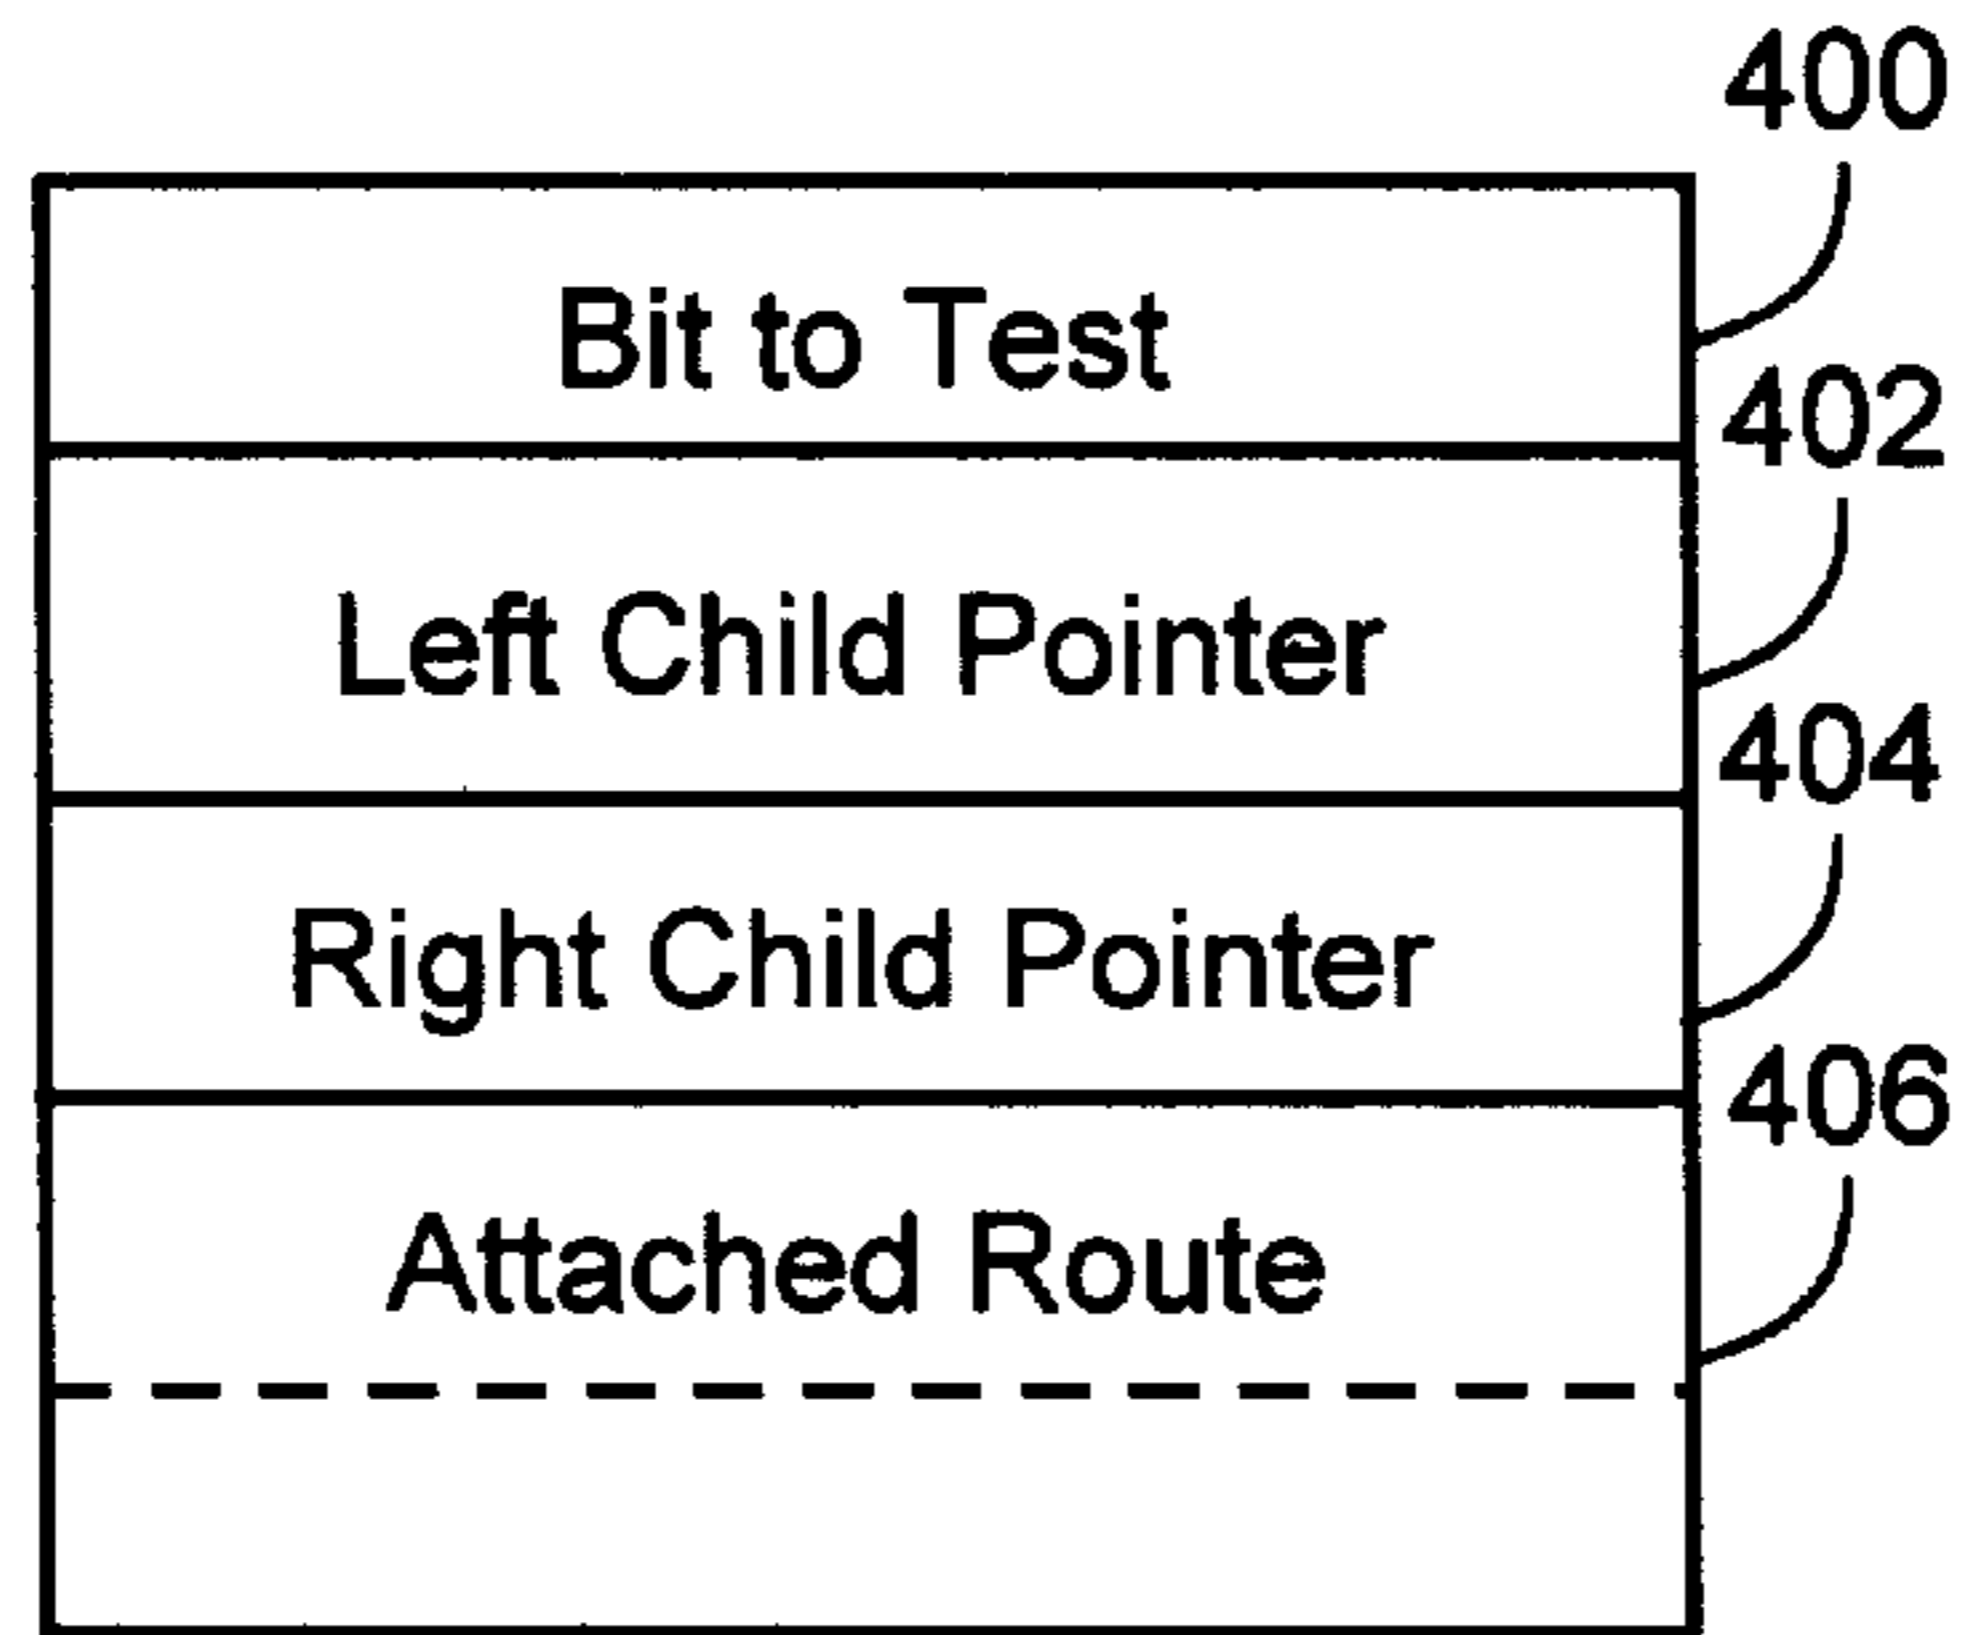 400
Bit to Test
402
Left Child Pointer
404
Right Child Pointer
406
Attached Route